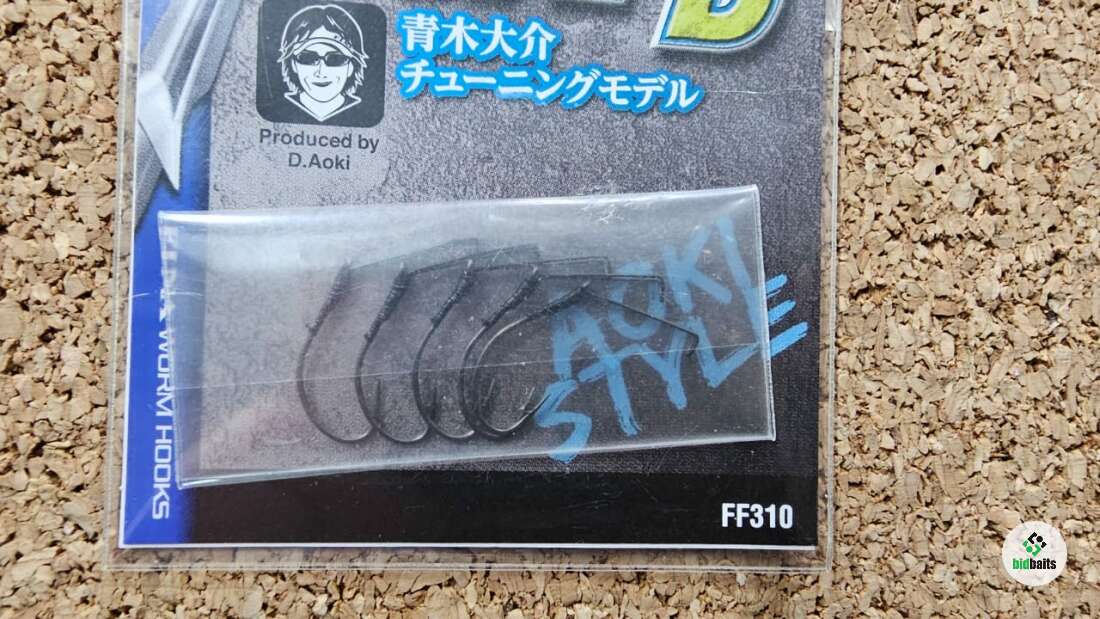 青木大介
チューニングモデル
Produced by
D.Aoki
WORM HOOKS
AOKI
STYLE
FF310
bidbaits